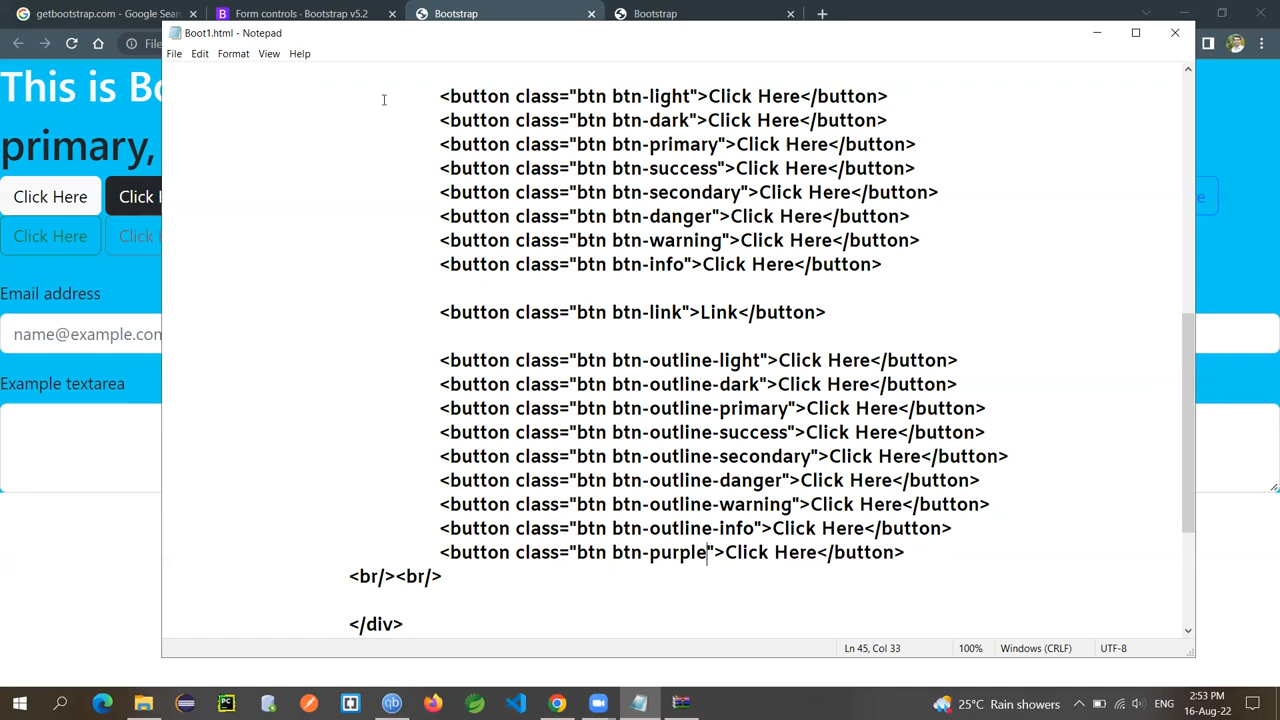 getbootstrap.com - Google Sear
Form controls · Bootstrap v5.2
Bootstrap
Bootstrap
File
This is Bo
primary,
Click Here
Click H
e
Click Here
Click
Email address
name@example.com
Example textarea
Boot1.html - Notepad
File Edit Format View Help
<button class="btn btn-light">Click Here</button>
<button class="btn btn-dark">Click Here</button>
<button class="btn btn-primary">Click Here</button>
<button class="btn btn-success">Click Here</button>
<button class="btn btn-secondary">Click Here</button>
<button class="btn btn-danger">Click Here</button>
<button class="btn btn-warning">Click Here</button>
<button class="btn btn-info">Click Here</button>
<button class="btn btn-link">Link</button>
<button class="btn btn-outline-light">Click Here</button>
<button class="btn btn-outline-dark">Click Here</button>
<button class="btn btn-outline-primary">Click Here</button>
<button class="btn btn-outline-success">Click Here</button>
<button class="btn btn-outline-secondary">Click Here</button>
<button class="btn btn-outline-danger">Click Here</button>
<button class="btn btn-outline-warning">Click Here</button>
<button class="btn btn-outline-info">Click Here</button>
<button class="btn btn-purple">Click Here</button>
<br/><br/>
</div>
Ln 45, Col 33 100% Windows (CRLF) UTF-8
25°C Rain showers ENG
2:53 PM
16-Aug-22